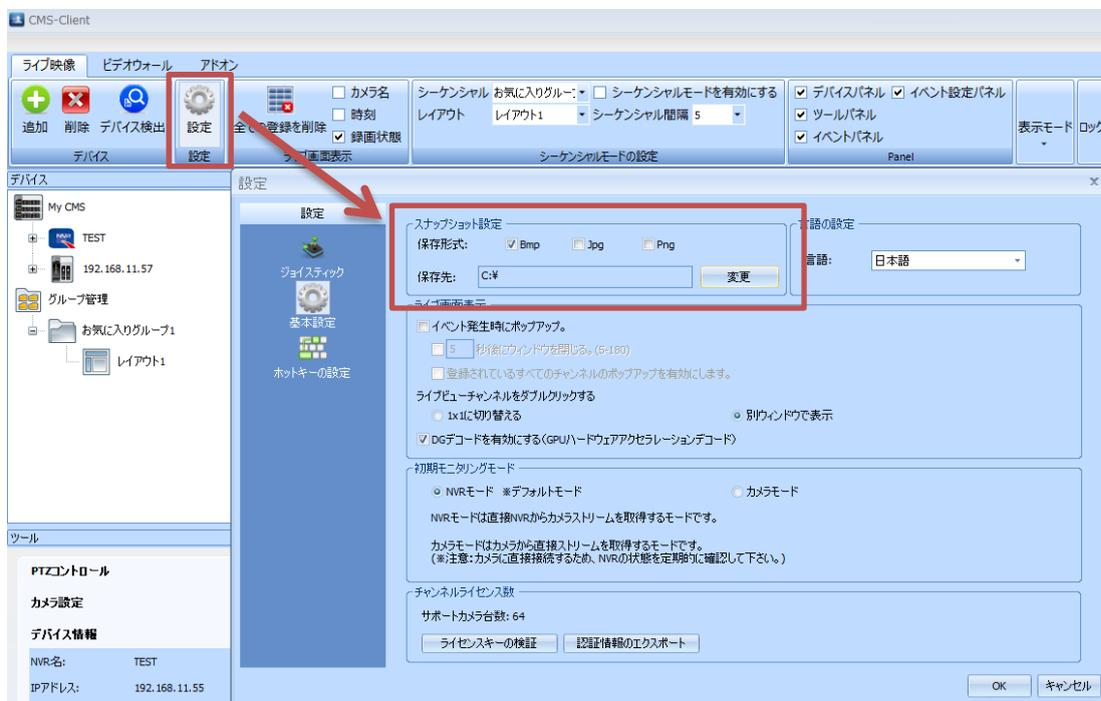 CMS-Client
ライブ映像 ビデオウォール アドオン
追加 削除 デバイス検出 設定 全ての登録を削除
カメラ名
時刻
録画状態
シーケンシャル お気に入りグルー: シーケンシャルモードを有効にする
レイアウト レイアウト1 シーケンシャル間隔 5
デバイスパネル イベント設定パネル
ツールパネル
イベントパネル
表示モード ロック
デバイス 設定 ライブ画面表示 シーケンシャルモードの設定 Panel
デバイス
My CMS
TEST
192.168.11.57
グループ管理
お気に入りグループ1
レイアウト1
ツール
PTZコントロール
カメラ設定
デバイス情報
NVR名: TEST
IPアドレス: 192.168.11.55
設定
x
設定
ジョイスティック
基本設定
ホットキーの設定
スナップショット設定
保存形式: Bmp Jpg Png
保存先: C:¥ 変更
言語の設定
言語: 日本語
ライブ画面表示
イベント発生時にポップアップ。
5 秒後にウィンドウを閉じる。(5-180)
登録されているすべてのチャンネルのポップアップを有効にします。
ライブビューチャンネルをダブルクリックする
1x1に切り替える 別ウィンドウで表示
DGデコードを有効にする(GPUハードウェアアクセラレーションデコード)
初期モニタリングモード
NVRモード ※デフォルトモード カメラモード
NVRモードは直接NVRからカメラストリームを取得するモードです。
カメラモードはカメラから直接ストリームを取得するモードです。
(※注意:カメラに直接接続するため、NVRの状態を定期的に確認して下さい。)
チャンネルライセンス数
サポートカメラ台数: 64
ライセンスキーの検証 認証情報のエクスポート
OK キャンセル